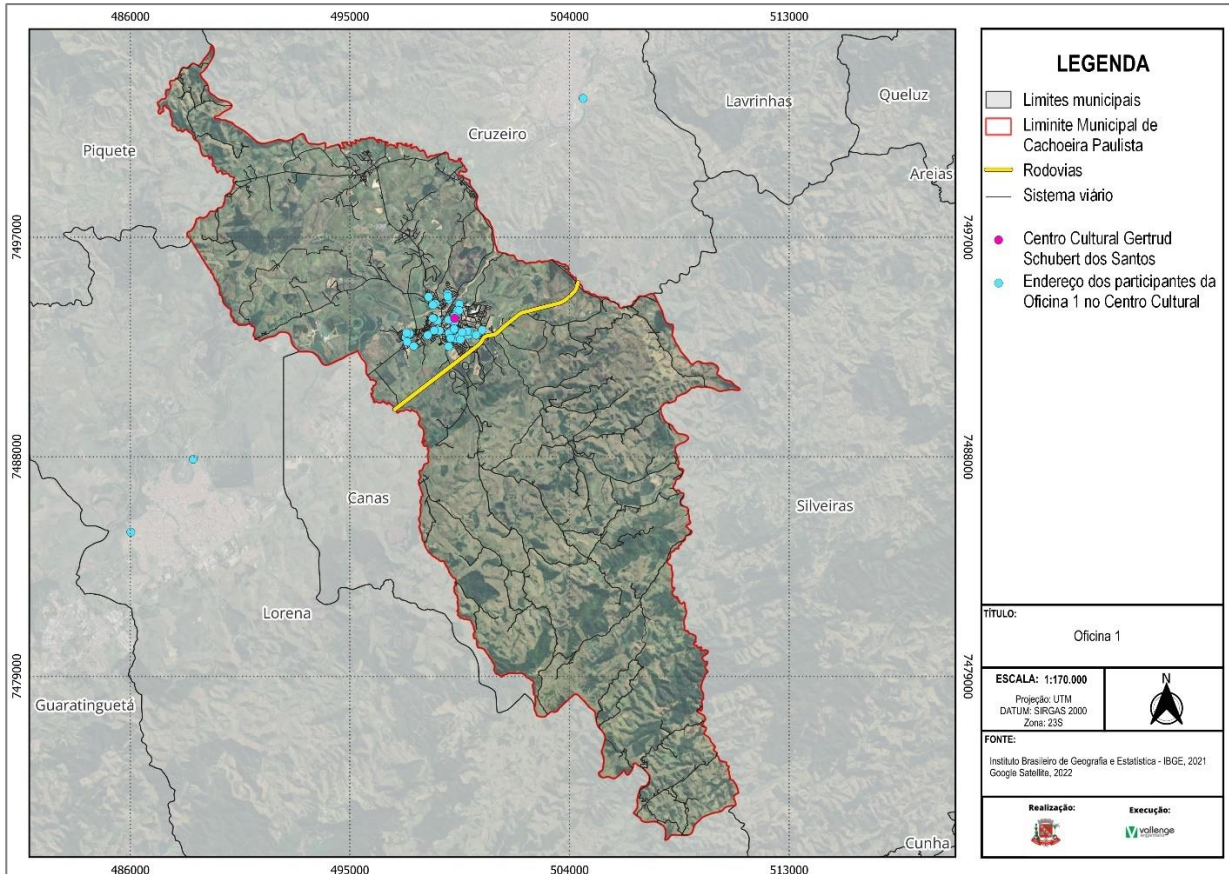 486000
495000
504000
513000
Lavrinhas
Queluz
Cruzeiro
Piquete
Areias
7497000
7497000
7488000
7488000
Canas
Silveiras
Lorena
7479000
7479000
Guaratinguetá
Cunha
486000
495000
504000
513000
LEGENDA
Limites municipais
Liminite Municipal de
Cachoeira Paulista
Rodovias
Sistema viário
Centro Cultural Gertrud
Schubert dos Santos
Endereço dos participantes da
Oficina 1 no Centro Cultural
TÍTULO:
Oficina 1
ESCALA: 1:170.000
Projeção: UTM
DATUM: SIRGAS 2000
Zona: 23S
N
FONTE:
Instituto Brasileiro de Geografia e Estatística - IBGE, 2021
Google Satellite, 2022
Realização:
Execução:
vallenge
engenharia